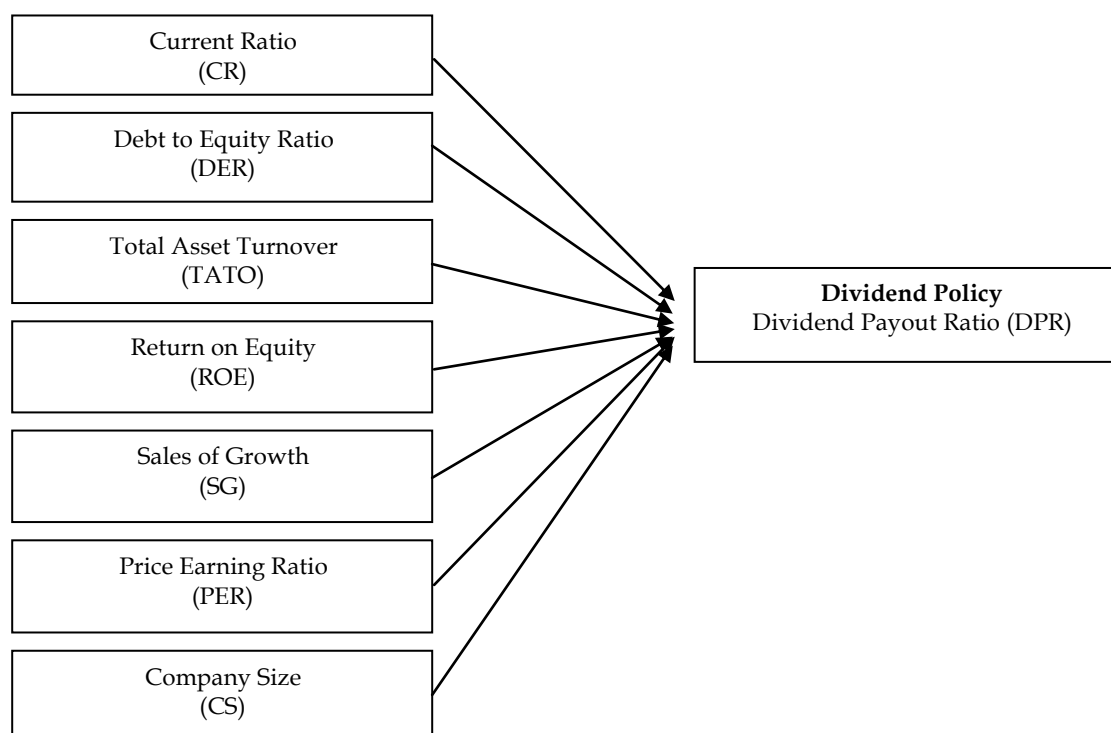 Current Ratio
(CR)
Debt to Equity Ratio
(DER)
Total Asset Turnover
(TATO)
Return on Equity
(ROE)
Sales of Growth
(SG)
Price Earning Ratio
(PER)
Company Size
(CS)
Dividend Policy
Dividend Payout Ratio (DPR)